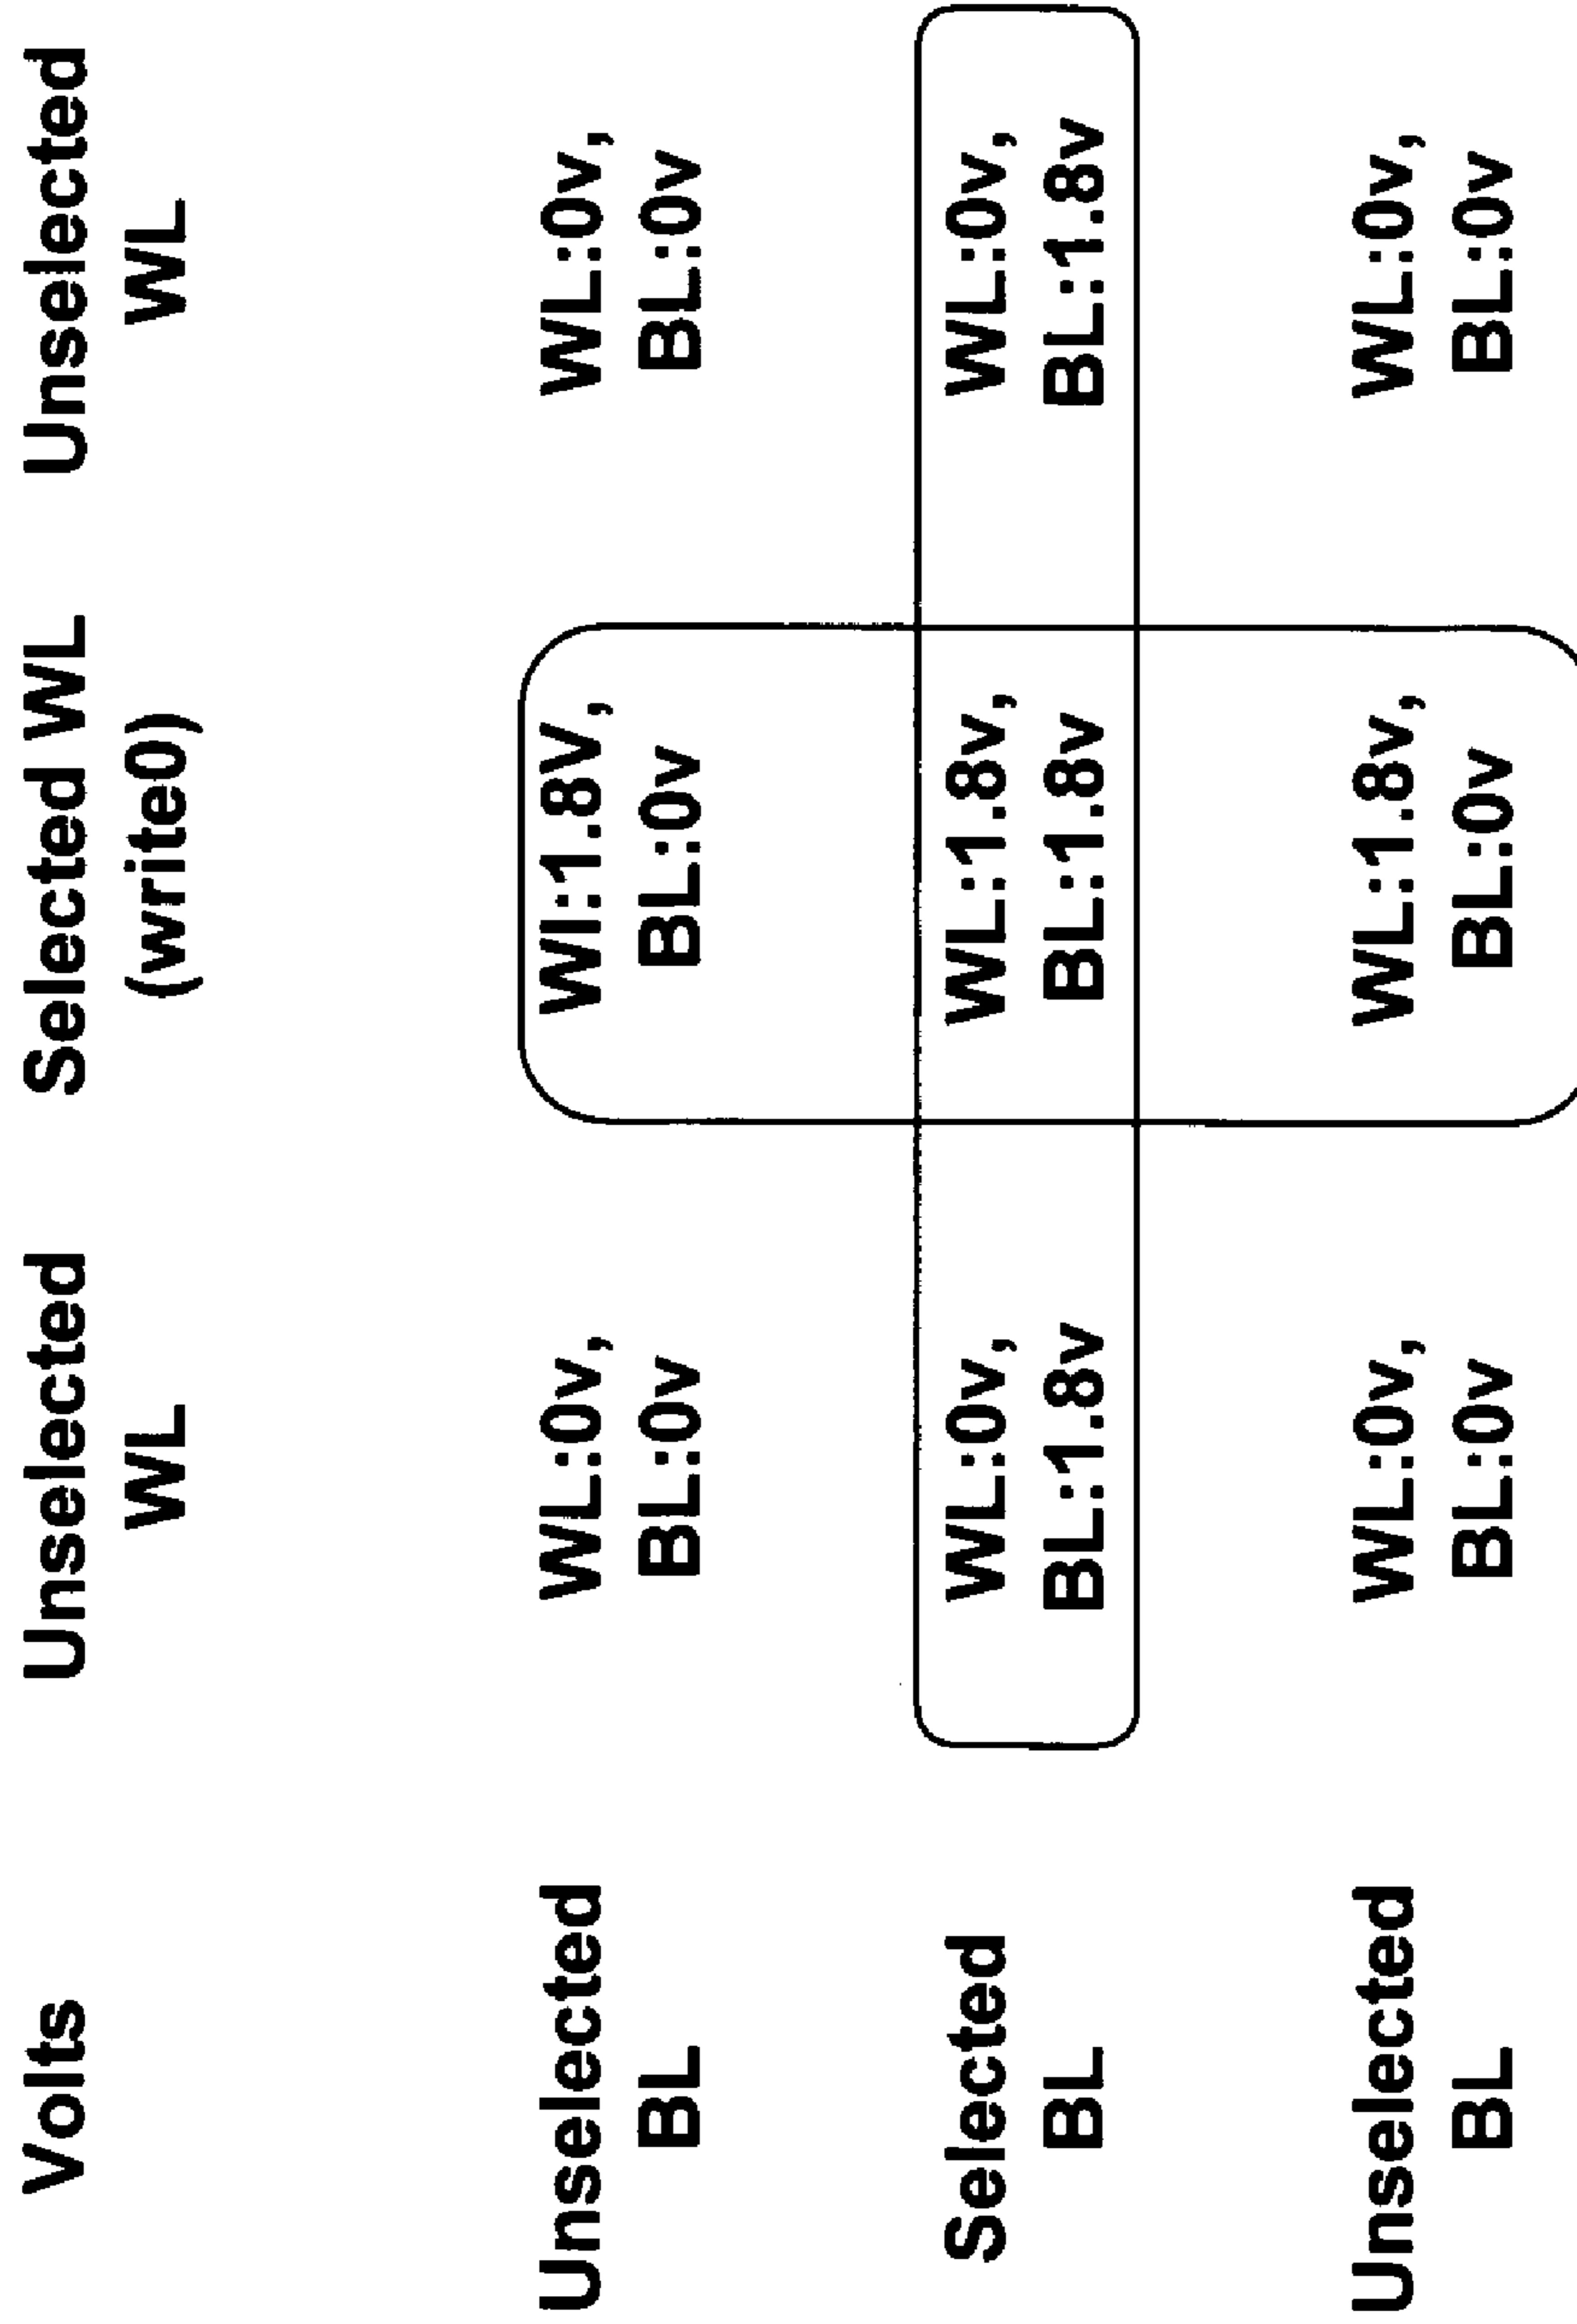 Volts
Unselected
WL
Selected WL
(write0)
Unselected
WL
Unselected
BL
WL:0v,
BL:0v
Wl:1.8V,
BL:0v
WL:0v,
BL:0v
Selected
BL
WL:0v,
BL:1.8v
WL:1.8v,
BL:1.8v
WL:0v,
BL:1.8v
Unselected
BL
WL:0v,
BL:0v
WL:1.8v,
BL:0v
WL:0v,
BL:0v